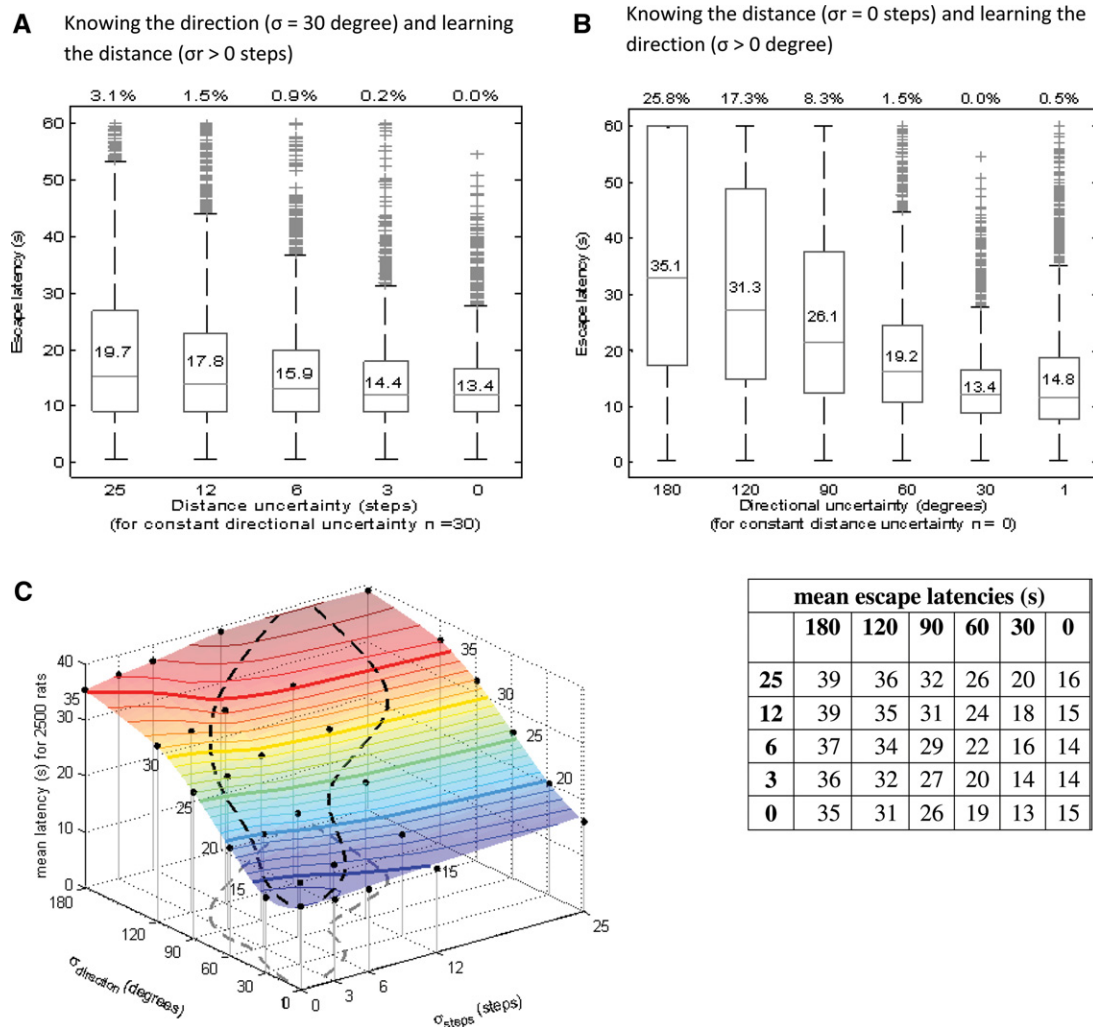 A
Knowing the direction (σ = 30 degree) and learning
the distance (σr > 0 steps)
3.1% 1.5% 0.9% 0.2% 0.0%
60
50
40
30
20
10
0
Escape latency (s)
19.7 17.8 15.9 14.4 13.4
25 12 6 3 0
Distance uncertainty (steps)
(for constant directional uncertainty n =30)
B
Knowing the distance (σr = 0 steps) and learning the
direction (σ > 0 degree)
25.8% 17.3% 8.3% 1.5% 0.0% 0.5%
60
50
40
30
20
10
0
Escape latency (s)
35.1 31.3 26.1 19.2 13.4 14.8
180 120 90 60 30 1
Directional uncertainty (degrees)
(for constant distance uncertainty n= 0)
C
mean latency (s) for 2500 rats
40
35
30
20
10
0
35
30
25
20
15
30
25
20
15
180
120
90
60
30
0
σdirection (degrees)
0
3
6
12
25
σsteps (steps)
mean escape latencies (s)
180 120 90 60 30 0
25 39 36 32 26 20 16
12 39 35 31 24 18 15
6 37 34 29 22 16 14
3 36 32 27 20 14 14
0 35 31 26 19 13 15